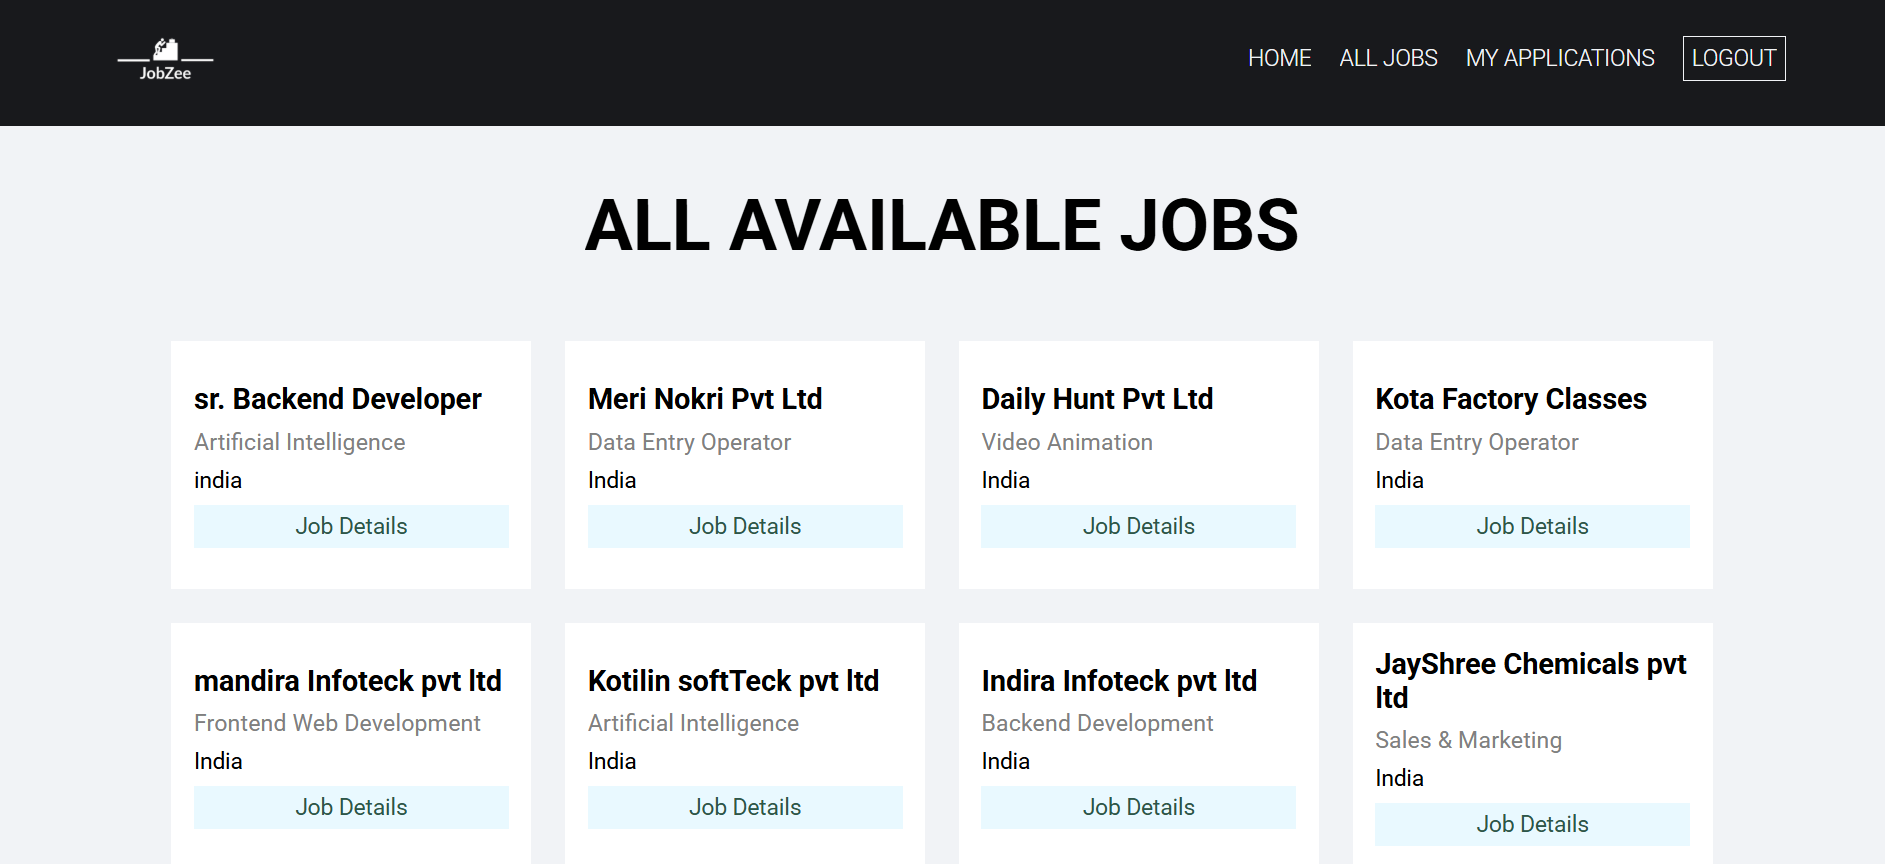 JobZee
HOME ALL JOBS MY APPLICATIONS LOGOUT
ALL AVAILABLE JOBS
sr. Backend Developer
Artificial Intelligence
india
Job Details
Meri Nokri Pvt Ltd
Data Entry Operator
India
Job Details
Daily Hunt Pvt Ltd
Video Animation
India
Job Details
Kota Factory Classes
Data Entry Operator
India
Job Details
mandira Infoteck pvt ltd
Frontend Web Development
India
Job Details
Kotilin softTeck pvt ltd
Artificial Intelligence
India
Job Details
Indira Infoteck pvt ltd
Backend Development
India
Job Details
JayShree Chemicals pvt
ltd
Sales & Marketing
India
Job Details